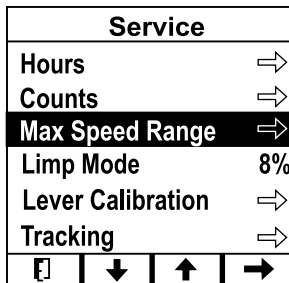 Service
Hours
Counts
Max Speed Range
Limp Mode 8%
Lever Calibration
Tracking